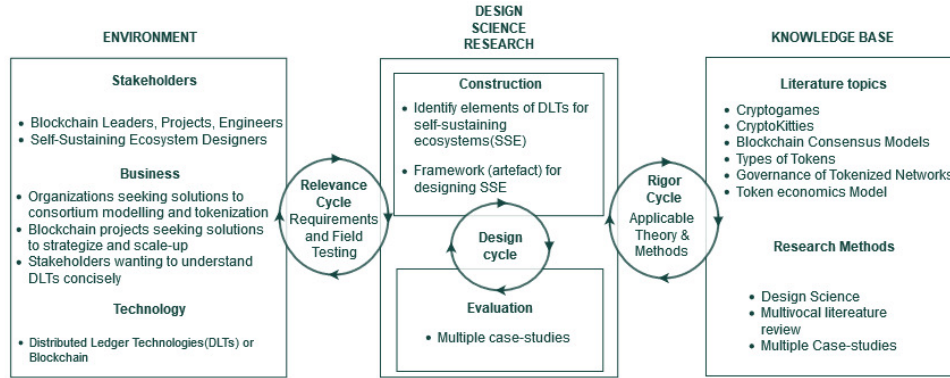 ENVIRONMENT
Stakeholders
• Blockchain Leaders, Projects, Engineers
• Self-Sustaining Ecosystem Designers
Business
• Organizations seeking solutions
to consortium modelling and tokenization
• Blockchain projects seeking solutions
to strategize and scale-up
• Stakeholders wanting to understand
DLTs concisely
Technology
• Distributed Ledger Technologies(DLTs) or
Blockchain
Relevance
Cycle
Requirements
and Field
Testing
DESIGN
SCIENCE
RESEARCH
Construction
• Identify elements of DLTs for
self-sustaining
ecosystems(SSE)
• Framework (artefact) for
designing SSE
Design
cycle
Evaluation
• Multiple case-studies
Rigor
Cycle
Applicable
Theory &
Methods
KNOWLEDGE BASE
Literature topics
• Cryptogames
• CryptoKitties
• Blockchain Consensus Models
• Types of Tokens
• Governance of Tokenized Networks
• Token economics Model
Research Methods
• Design Science
• Multivocal litereature
review
• Multiple Case-studies